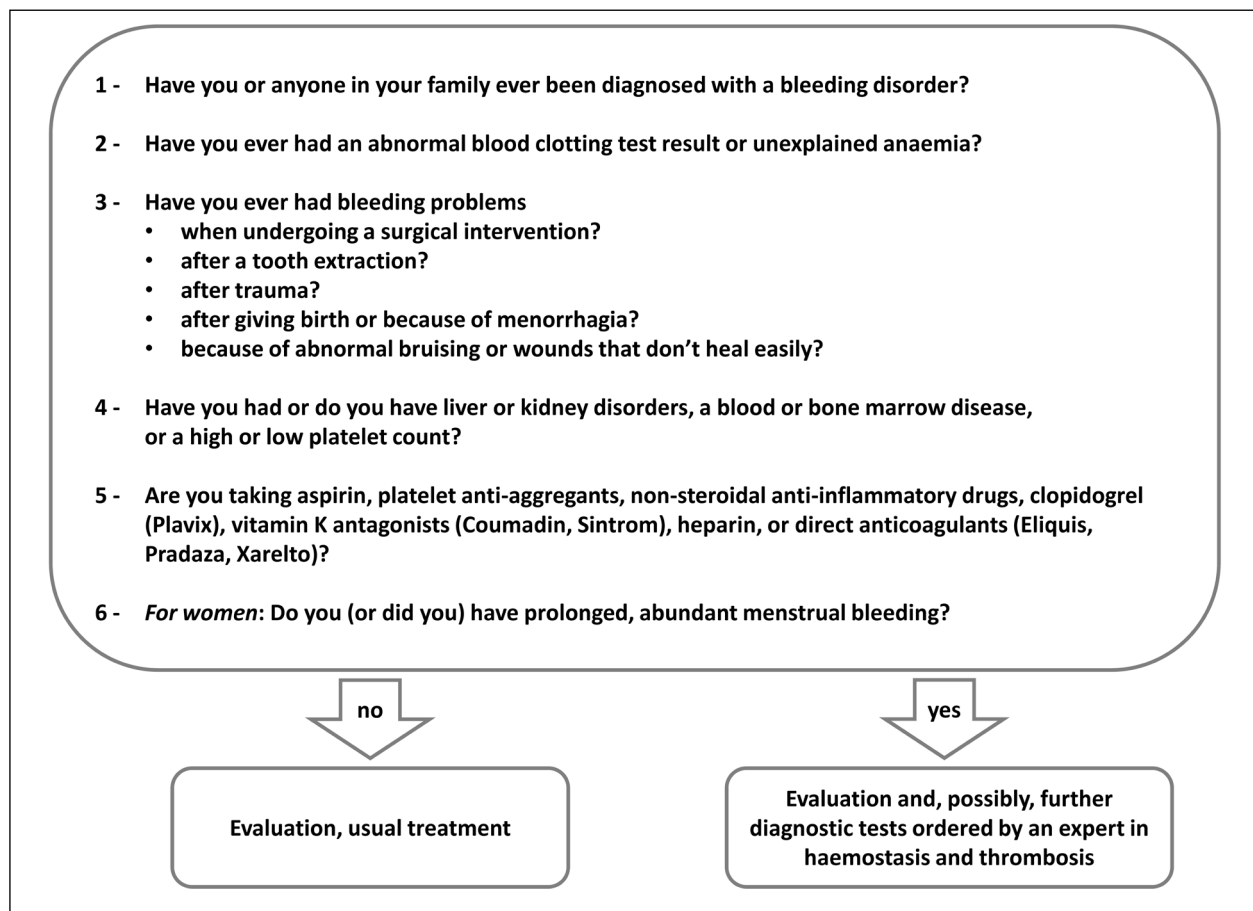 1 - Have you or anyone in your family ever been diagnosed with a bleeding disorder?
2 - Have you ever had an abnormal blood clotting test result or unexplained anaemia?
3 - Have you ever had bleeding problems
• when undergoing a surgical intervention?
• after a tooth extraction?
• after trauma?
• after giving birth or because of menorrhagia?
• because of abnormal bruising or wounds that don't heal easily?
4 - Have you had or do you have liver or kidney disorders, a blood or bone marrow disease,
or a high or low platelet count?
5 - Are you taking aspirin, platelet anti-aggregants, non-steroidal anti-inflammatory drugs, clopidogrel
(Plavix), vitamin K antagonists (Coumadin, Sintrom), heparin, or direct anticoagulants (Eliquis,
Pradaza, Xarelto)?
6 - For women: Do you (or did you) have prolonged, abundant menstrual bleeding?
no
yes
Evaluation, usual treatment
Evaluation and, possibly, further
diagnostic tests ordered by an expert in
haemostasis and thrombosis